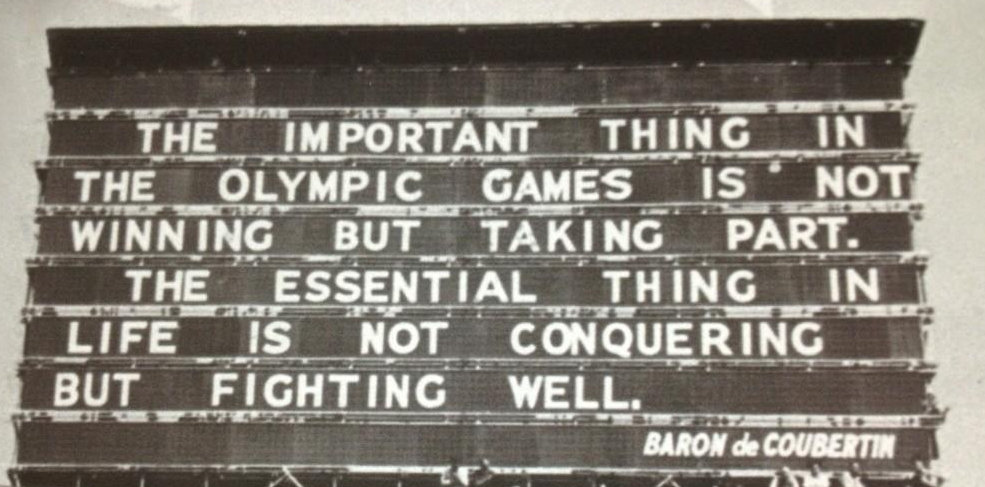 THE IMPORTANT THING IN
THE OLYMPIC GAMES IS NOT
WINNING BUT TAKING PART.
THE ESSENTIAL THING IN
LIFE IS NOT CONQUERING
BUT FIGHTING WELL.
BARON de COUBERTIN